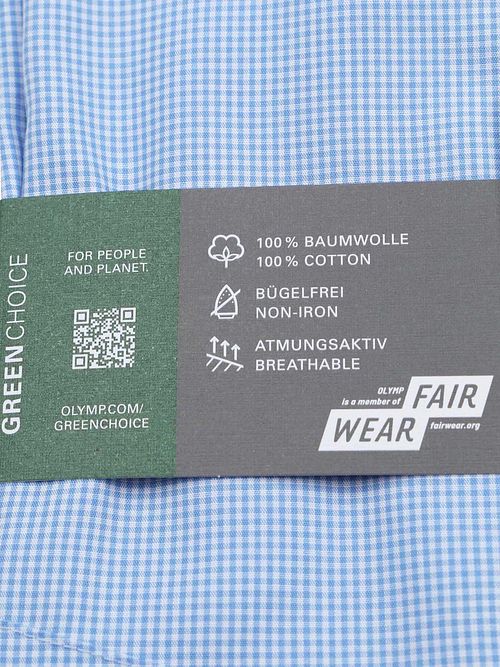 GREEN CHOICE
FOR PEOPLE
AND PLANET.
OLYMP.COM/
GREENCHOICE
100 % BAUMWOLLE
100 % COTTON
BÜGELFREI
NON-IRON
ATMUNGSAKTIV
BREATHABLE
OLYMP
is a member of
FAIR
WEAR
fairwear.org